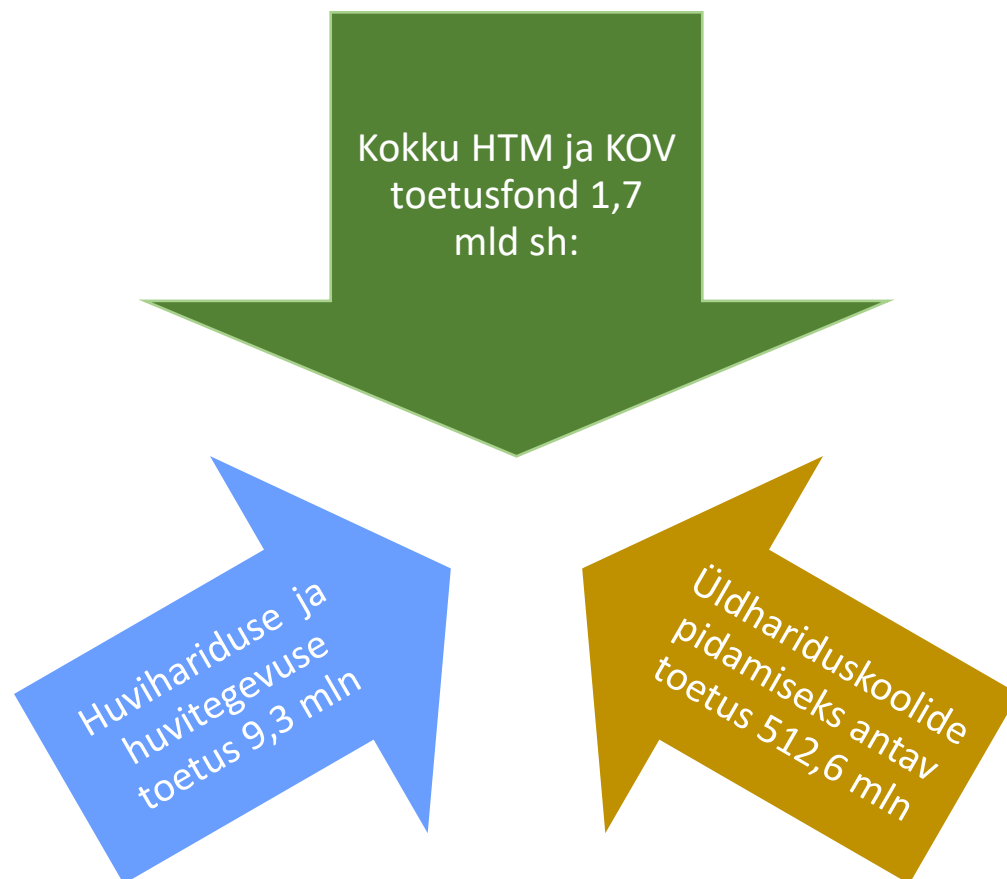 Kokku HTM ja KOV
toetusfond 1,7
mld sh:
Huvihariduse  ja
huvitegevuse
toetus 9,3 mln
Üldhariduskoolide
pidamiseks antav
toetus 512,6 mln